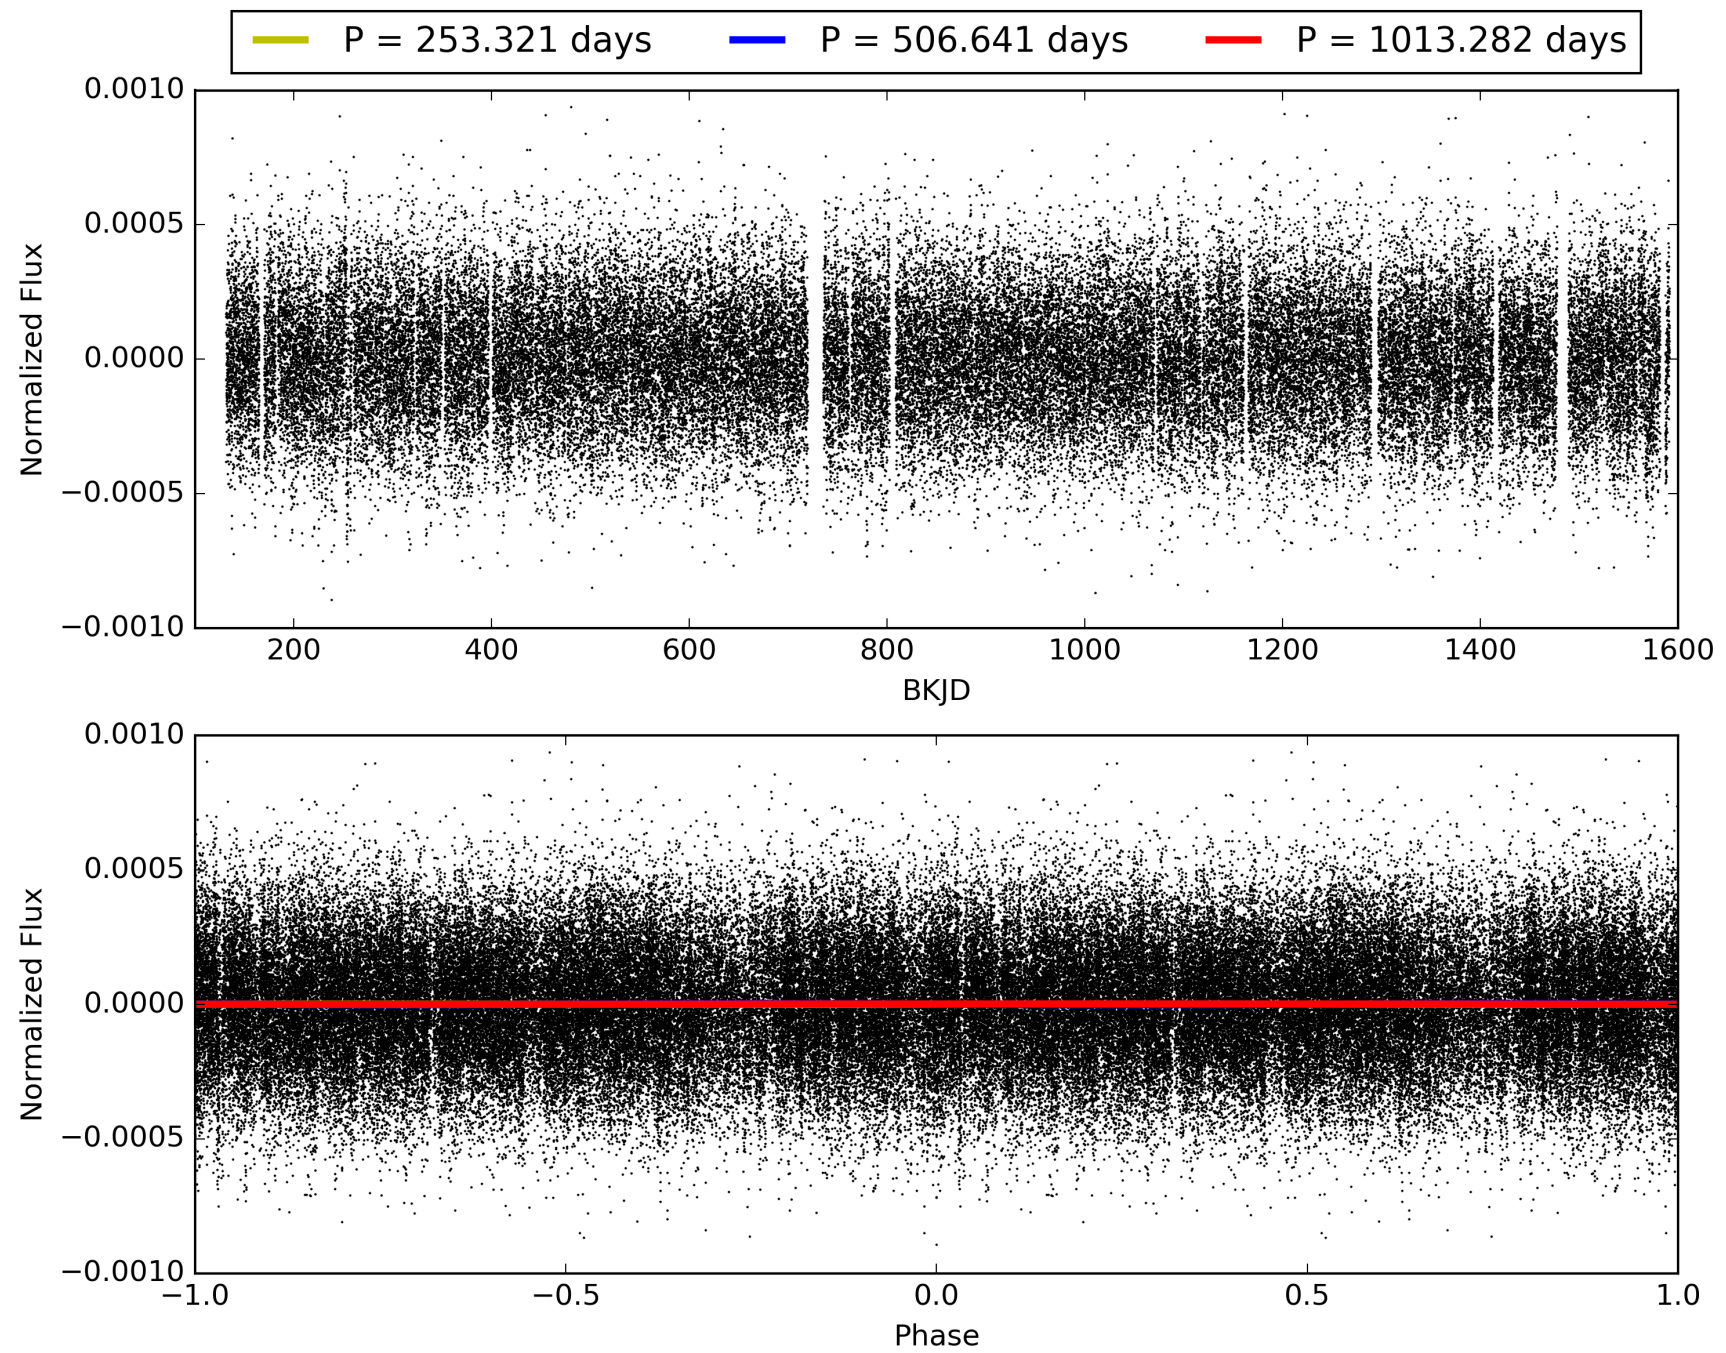 P = 253.321 days P = 506.641 days P = 1013.282 days
0.0010
0.0005
0.0000
−0.0005
−0.0010
Normalized Flux
200 400 600 800 1000 1200 1400 1600
BKJD
0.0010
0.0005
0.0000
−0.0005
−0.0010
Normalized Flux
−1.0 −0.5 0.0 0.5 1.0
Phase